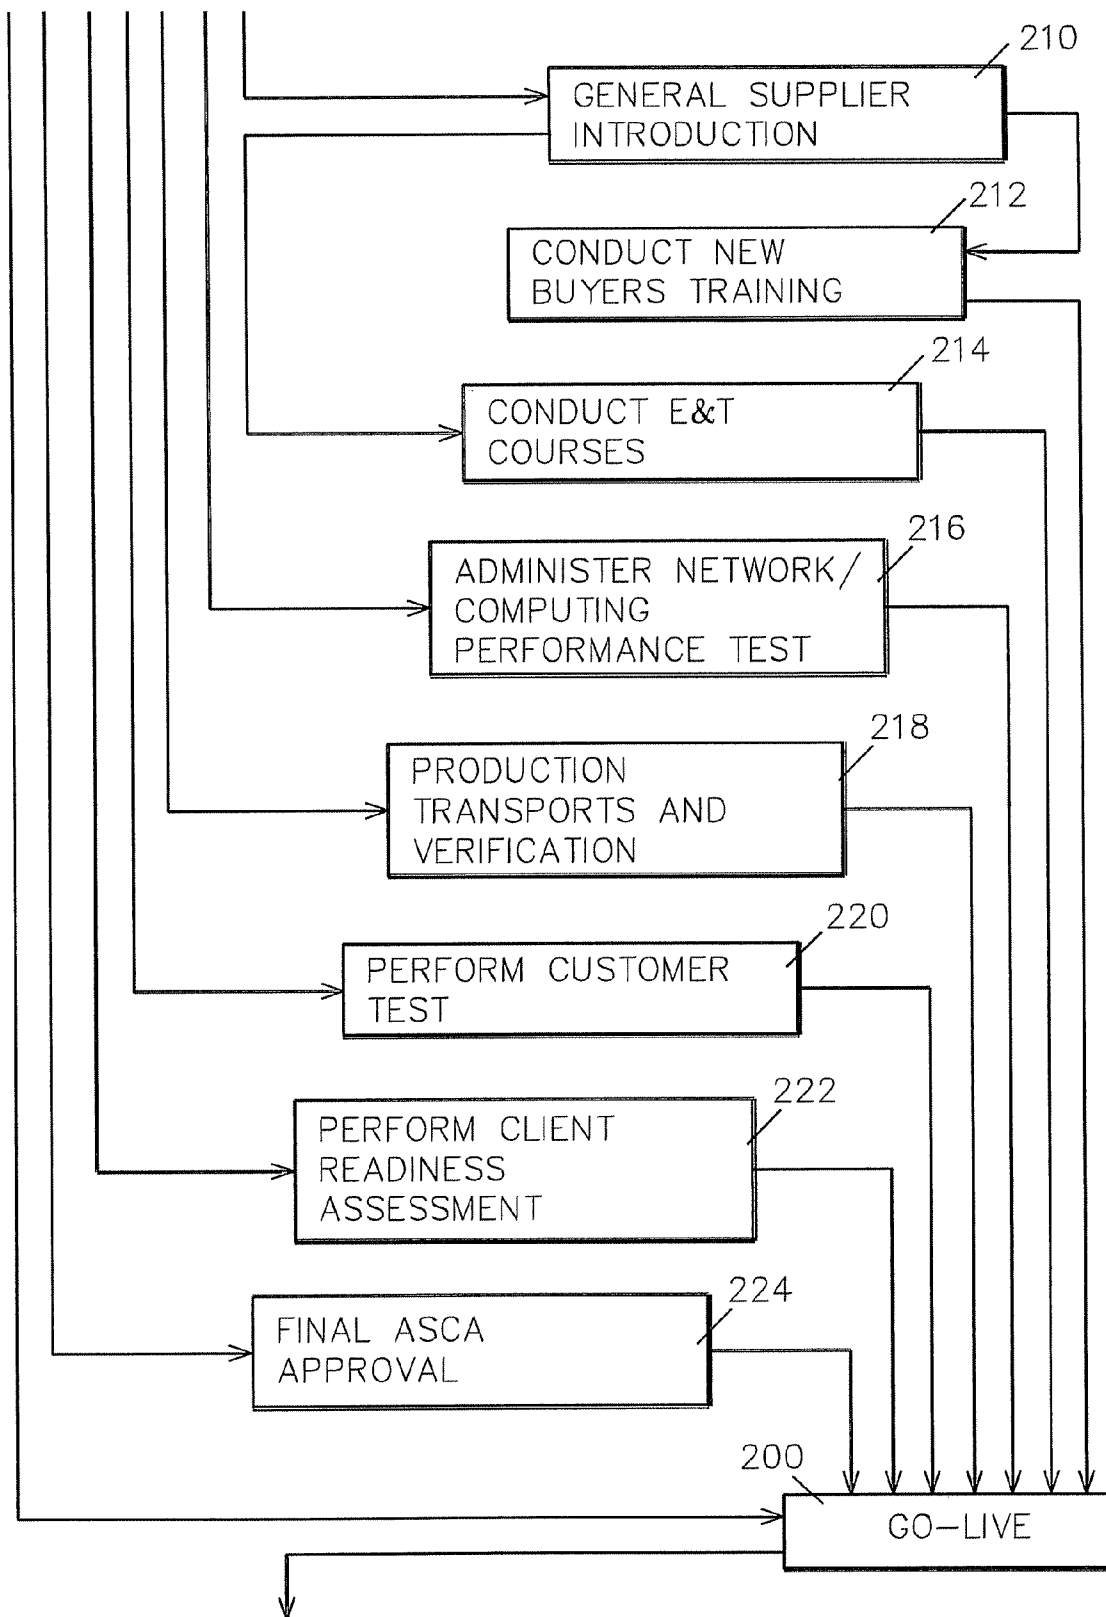 210
GENERAL SUPPLIER
INTRODUCTION
212
CONDUCT NEW
BUYERS TRAINING
214
CONDUCT E&T
COURSES
216
ADMINISTER NETWORK/
COMPUTING
PERFORMANCE TEST
218
PRODUCTION
TRANSPORTS AND
VERIFICATION
220
PERFORM CUSTOMER
TEST
222
PERFORM CLIENT
READINESS
ASSESSMENT
224
FINAL ASCA
APPROVAL
200
GO-LIVE